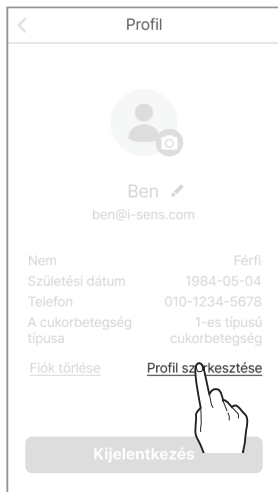 Profil
Ben
ben@i-sens.com
Nem Férfi
Születési dátum 1984-05-04
Telefon 010-1234-5678
A cukorbetegség típusa 1-es típusú cukorbetegség
Fiók törlése Profil szerkesztése
Kijelentkezés